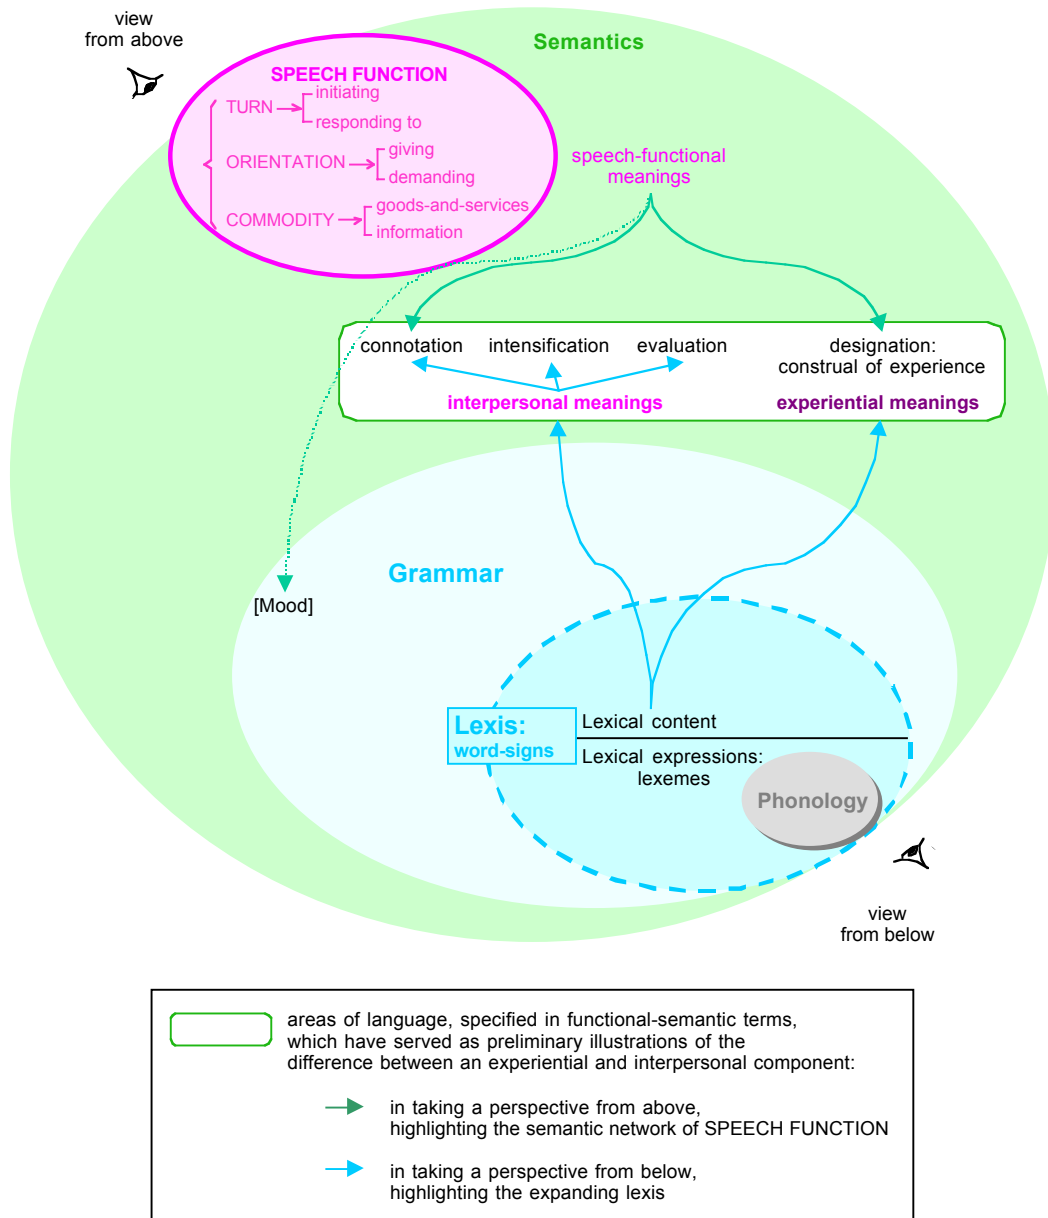 view
from above
Semantics
SPEECH FUNCTION
TURN
initiating
responding to
ORIENTATION
giving
demanding
COMMODITY
goods-and-services
information
speech-functional
meanings
connotation intensification evaluation designation:
construal of experience
interpersonal meanings experiential meanings
Grammar
[Mood]
Lexis:
word-signs
Lexical content
Lexical expressions:
lexemes
Phonology
view
from below
areas of language, specified in functional-semantic terms,
which have served as preliminary illustrations of the
difference between an experiential and interpersonal component:
in taking a perspective from above,
highlighting the semantic network of SPEECH FUNCTION
in taking a perspective from below,
highlighting the expanding lexis